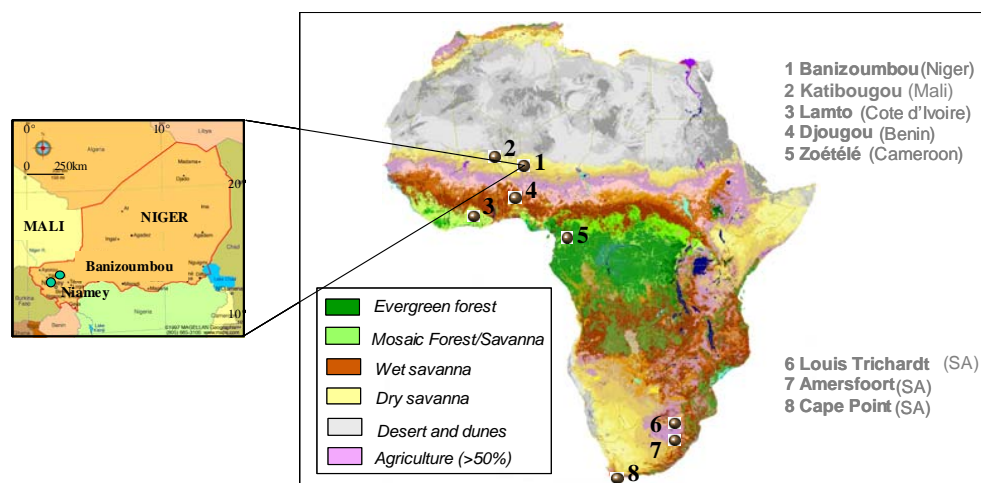 1 Banizoumbou (Niger)
2 Katibougou (Mali)
3 Lamto (Cote d'Ivoire)
4 Djougou (Benin)
5 Zoétélé (Cameroon)
0°
10°
0
250km
Algeria
Libya
20°
MALI
NIGER
Agadez
Chad
Banizoumbou
Niamey
Nigeria
Benin
10°
2
1
4
3
5
Evergreen forest
Mosaic Forest/Savanna
Wet savanna
Dry savanna
Desert and dunes
Agriculture (>50%)
6 Louis Trichardt (SA)
7 Amersfoort (SA)
8 Cape Point (SA)
6
7
8